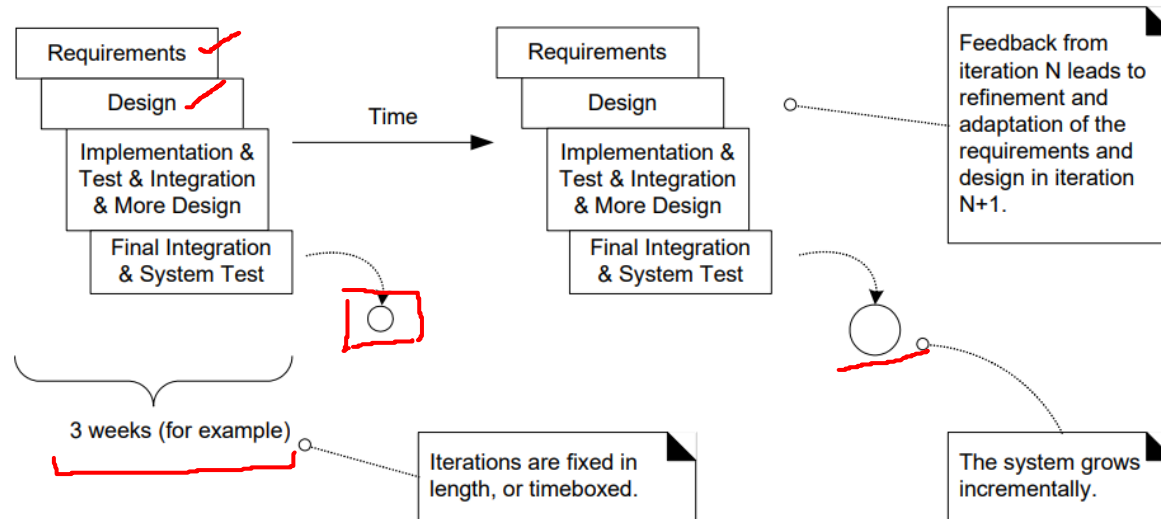 Requirements
Design
Implementation &
Test & Integration
& More Design
Final Integration
& System Test
Time
Requirements
Design
Implementation &
Test & Integration
& More Design
Final Integration
& System Test
Feedback from
iteration N leads to
refinement and
adaptation of the
requirements and
design in iteration
N+1.
3 weeks (for example)
Iterations are fixed in
length, or timeboxed.
The system grows
incrementally.